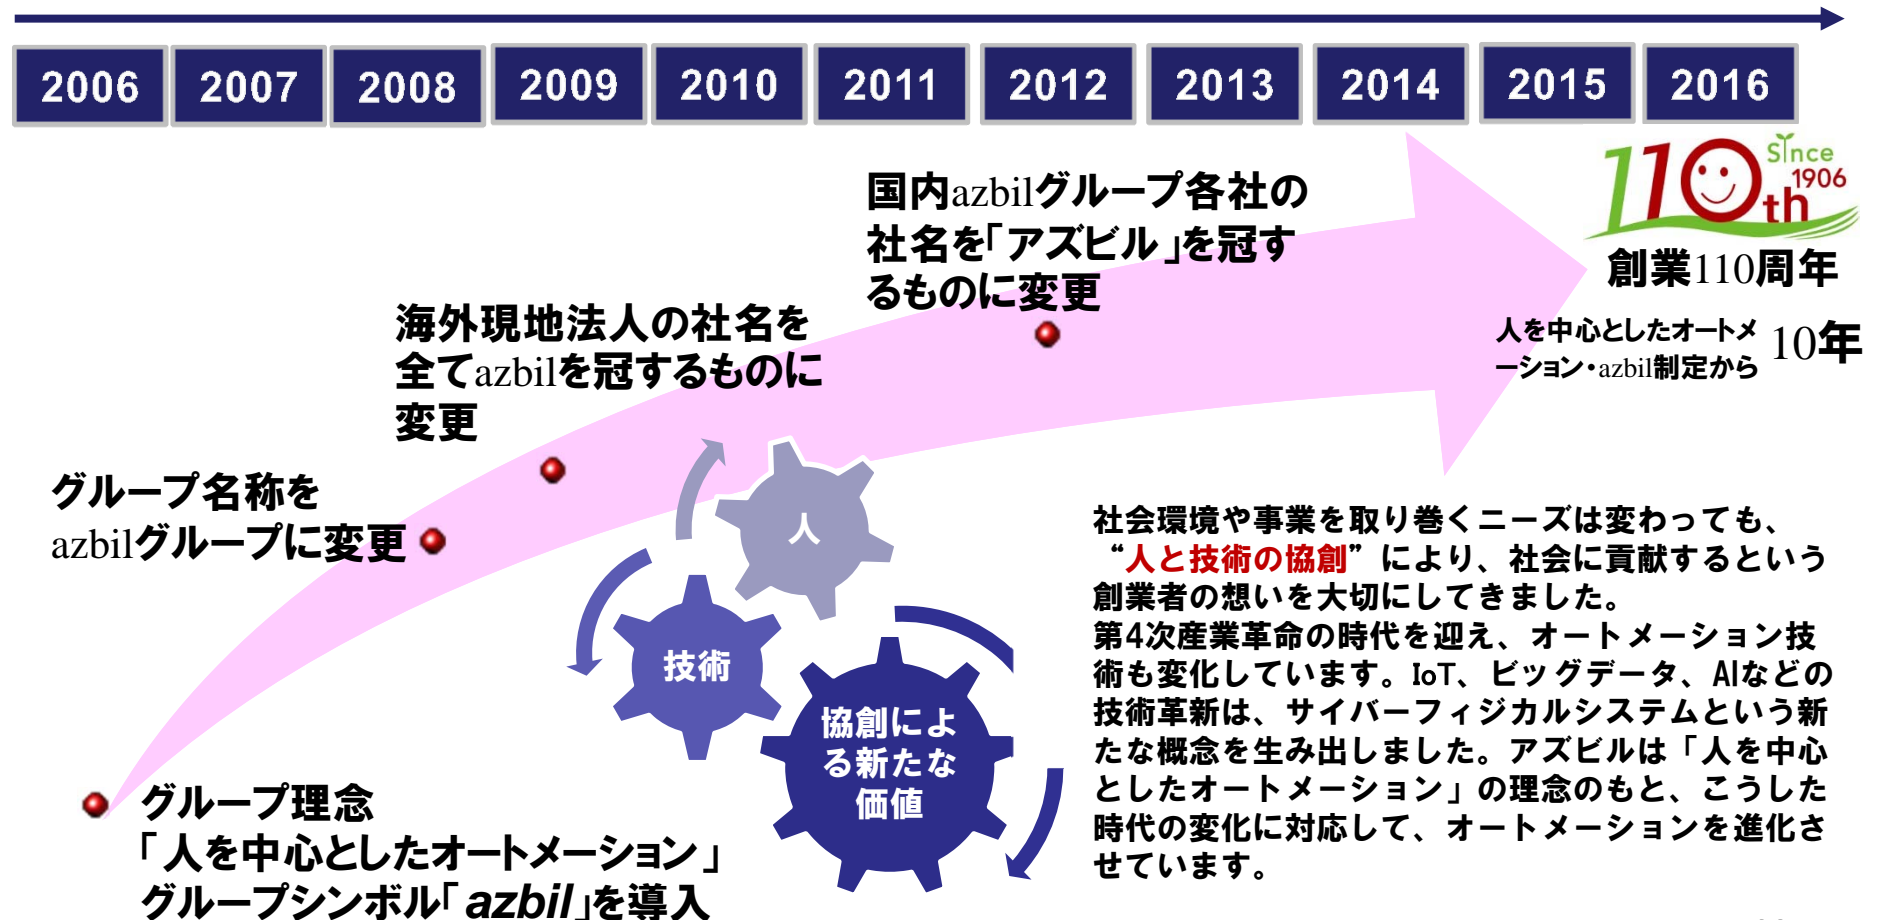 2006 2007 2008 2009 2010 2011 2012 2013 2014 2015 2016
110th
Since
1906
創業110周年
人を中心としたオートメ
ーション・azbil制定から
10年
国内azbilグループ各社の
社名を「アズビル」を冠す
るものに変更
海外現地法人の社名を
全てazbilを冠するものに
変更
グループ名称を
azbilグループに変更
グループ理念
「人を中心としたオートメーション」
グループシンボル「azbil」を導入
人
技術
協創によ
る新たな
価値
社会環境や事業を取り巻くニーズは変わっても、
“人と技術の協創”により、社会に貢献するという
創業者の想いを大切にしてきました。
第4次産業革命の時代を迎え、オートメーション技
術も変化しています。IoT、ビッグデータ、AIなどの
技術革新は、サイバーフィジカルシステムという新
たな概念を生み出しました。アズビルは「人を中心
としたオートメーション」の理念のもと、こうした
時代の変化に対応して、オートメーションを進化さ
せています。